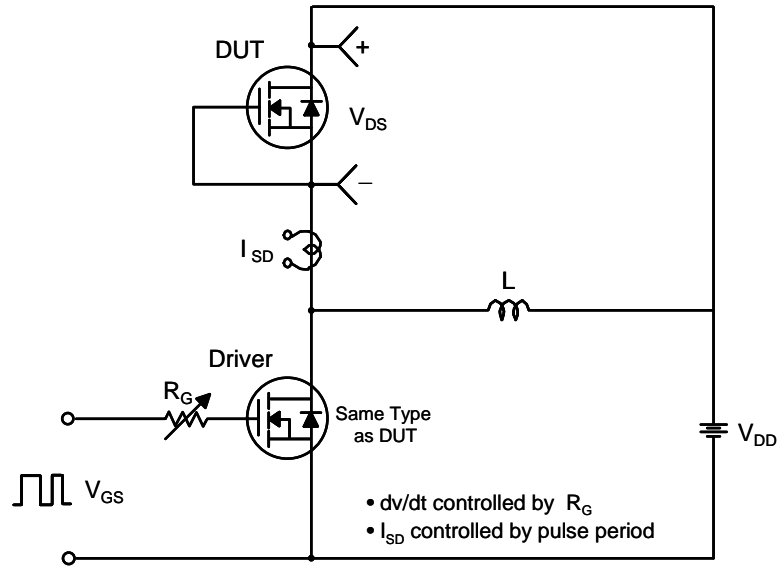 DUT
+
V_DS
–
I_SD
L
Driver
R_G
Same Type
as DUT
V_DD
V_GS
• dv/dt controlled by R_G
• I_SD controlled by pulse period